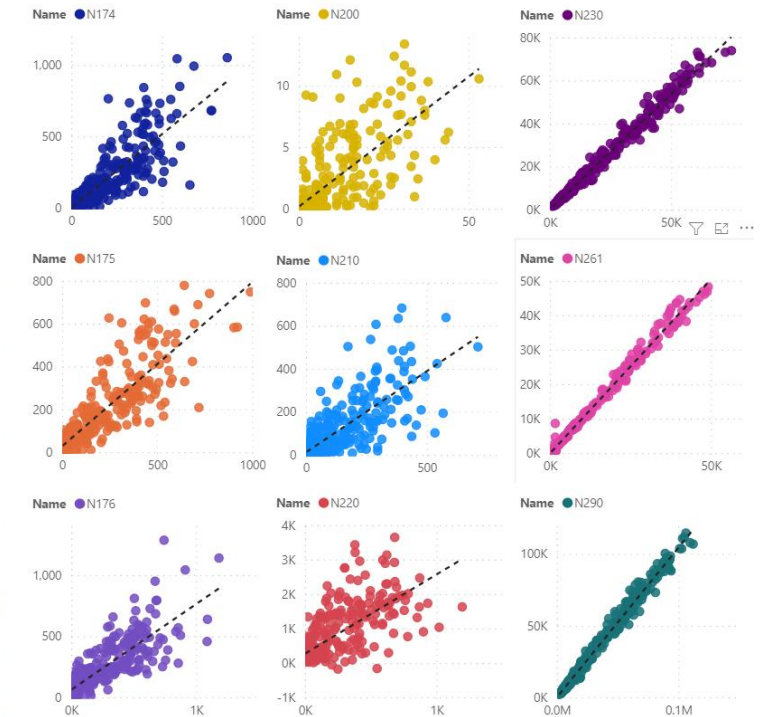 Name N174
1,000
500
0
0 500 1000
Name N200
10
5
0
0 50
Name N230
80K
60K
40K
20K
0K
0K 50K
Name N175
800
600
400
200
0
0 500 1000
Name N210
800
600
400
200
0
0 500
Name N261
50K
40K
30K
20K
10K
0K
0K 50K
Name N176
1,000
500
0
0K 1K
Name N220
4K
3K
2K
1K
0K
-1K
0K 1K
Name N290
100K
50K
0K
0.0M 0.1M